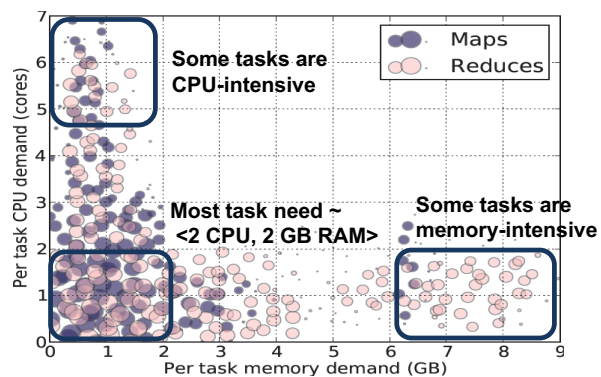 7
6
5
4
3
2
1
0
Per task CPU demand (cores)
Some tasks are
CPU-intensive
Maps
Reduces
Most task need ~
<2 CPU, 2 GB RAM>
Some tasks are
memory-intensive
0 1 2 3 4 5 6 7 8 9
Per task memory demand (GB)